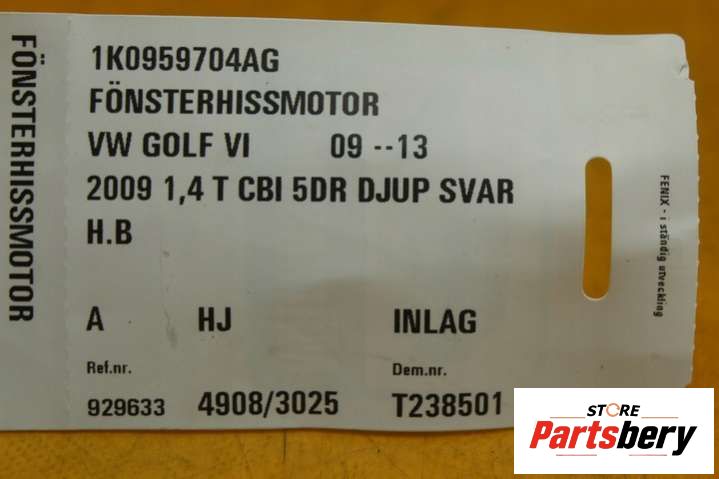 FÖNSTERHISSMOTOR
1K0959704AG
FÖNSTERHISSMOTOR
VW GOLF VI 09 --13
2009 1,4 T CBI 5DR DJUP SVAR
H.B
A HJ INLAG
Ref.nr. Dem.nr.
929633 4908/3025 T238501
FENIX - i ständig utveckling
STORE
Partsbery